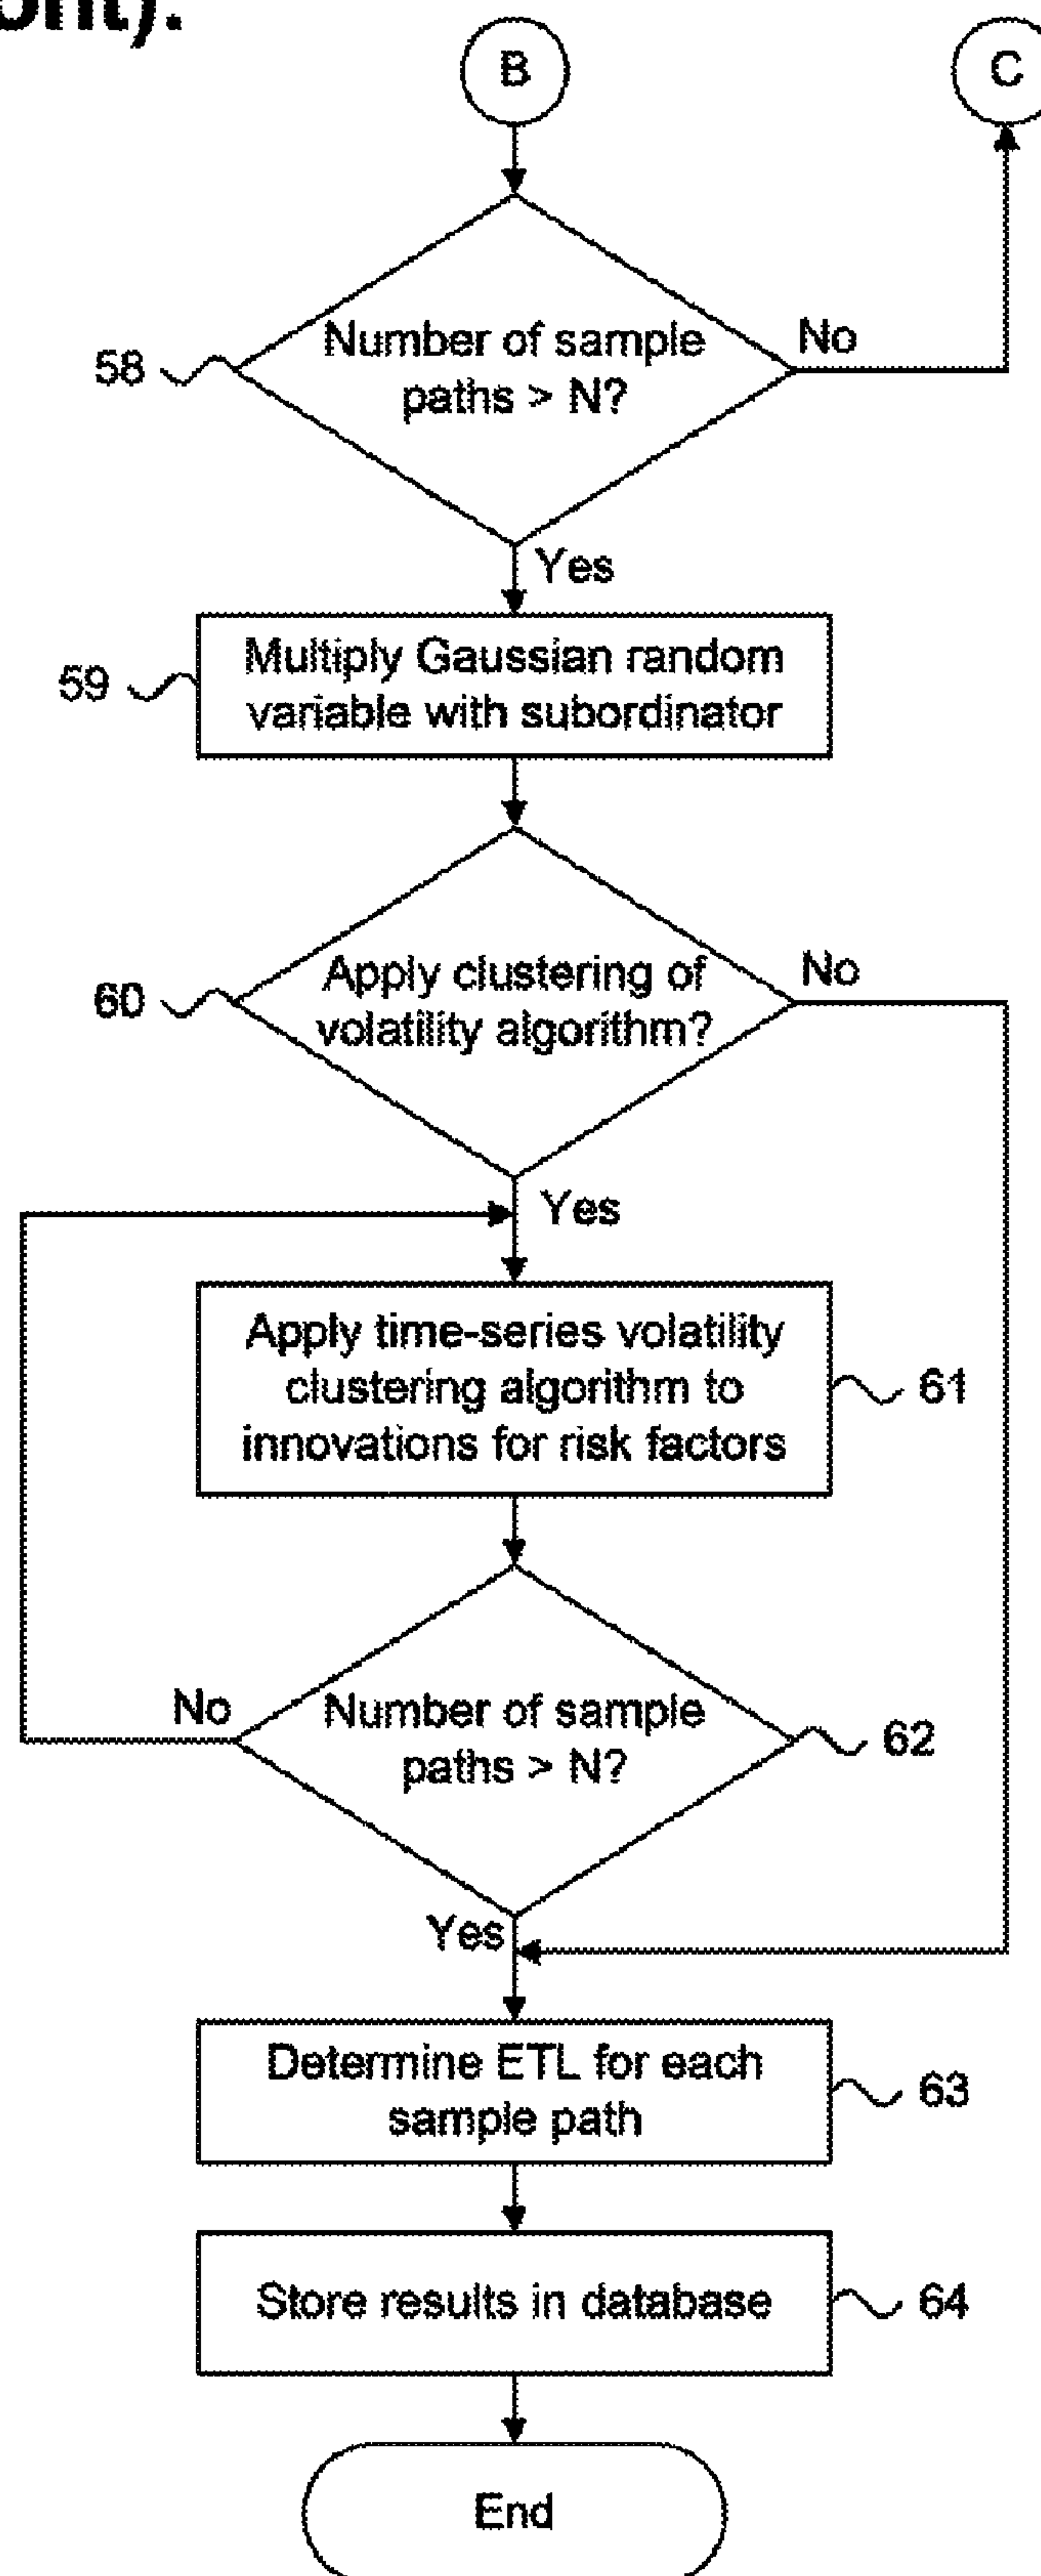 B
C
Number of sample
paths > N?
58
No
Yes
Multiply Gaussian random
variable with subordinator
59
Apply clustering of
volatility algorithm?
60
No
Yes
Apply time-series volatility
clustering algorithm to
innovations for risk factors
61
No
Number of sample
paths > N?
62
Yes
Determine ETL for each
sample path
63
Store results in database
64
End